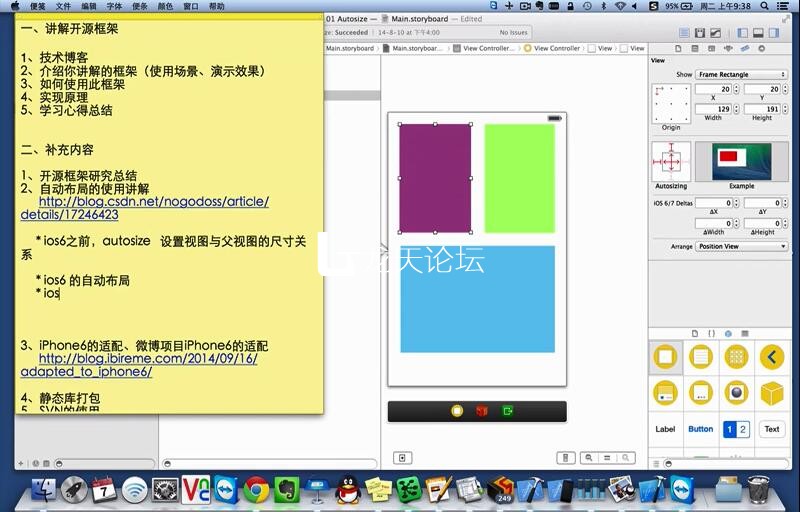 便笺 文件 编辑 字体 便条 颜色 窗口 帮助
95% 周二 上午9:38
01 Autosize
Main.storyboard — Edited
Succeeded
14-8-10 at 下午4:00
No Issues
Main.storyboard
Main.storyboar...
View Controller...
View Controller
View
View
一、讲解开源框架
1、技术博客
2、介绍你讲解的框架（使用场景、演示效果）
3、如何使用此框架
4、实现原理
5、学习心得总结
二、补充内容
1、开源框架研究总结
2、自动布局的使用讲解
http://blog.csdn.net/nogodoss/article/
details/17246423
*ios6之前，autosize 设置视图与父视图的尺寸关
系
*ios6 的自动布局
*ios
3、iPhone6的适配、微博项目iPhone6的适配
http://blog.ibireme.com/2014/09/16/
adapted_to_iphone6/
4、静态库打包
5、SVN的使用
天论坛
View
Show Frame Rectangle
20 20
X Y
129 191
Origin Width Height
Autosizing Example
iOS 6/7 Deltas 0 0
ΔX ΔY
0 0
ΔWidth ΔHeight
Arrange Position View
Label Button 1 2 Text
7
249